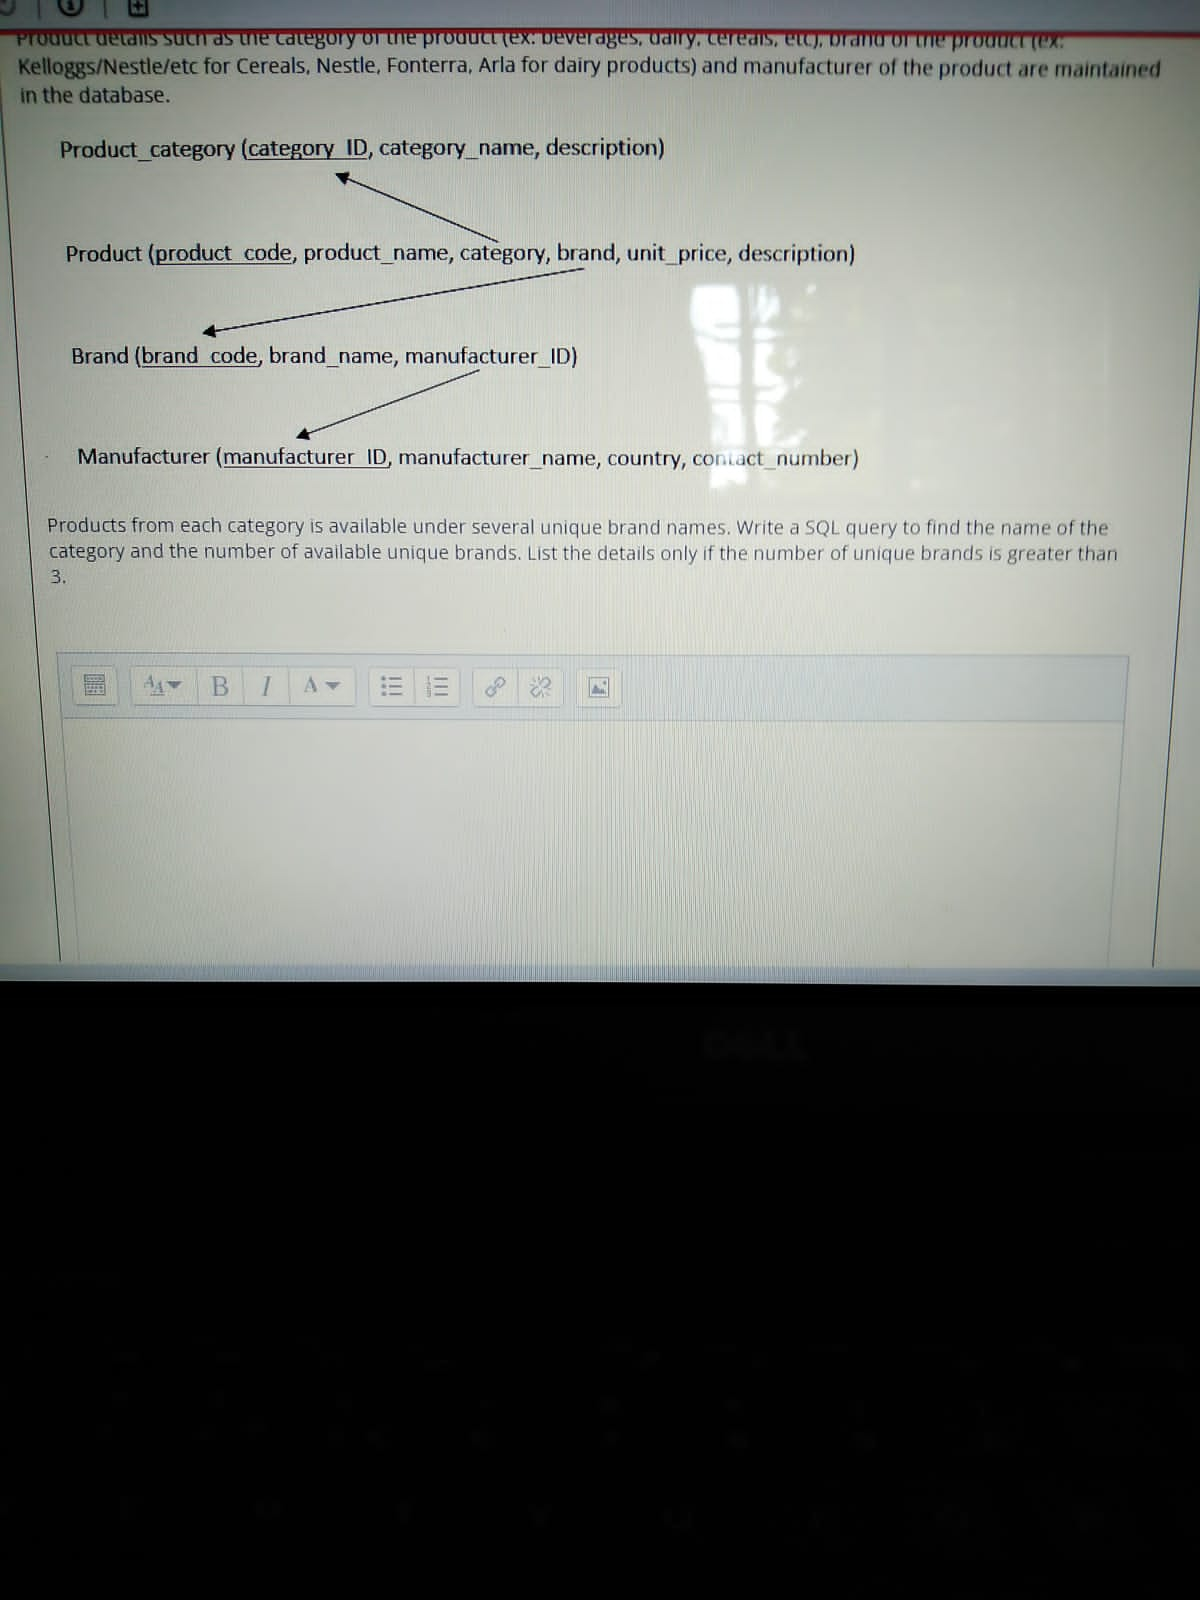 Product details such as the category of the product (ex: beverages, dairy, cereals, etc), brand of the product (ex:
Kelloggs/Nestle/etc for Cereals, Nestle, Fonterra, Arla for dairy products) and manufacturer of the product are maintained
in the database.
Product_category (category_ID, category_name, description)
Product (product_code, product_name, category, brand, unit_price, description)
Brand (brand_code, brand_name, manufacturer_ID)
Manufacturer (manufacturer_ID, manufacturer_name, country, contact_number)
Products from each category is available under several unique brand names. Write a SQL query to find the name of the
category and the number of available unique brands. List the details only if the number of unique brands is greater than
3.
B I A
DELL